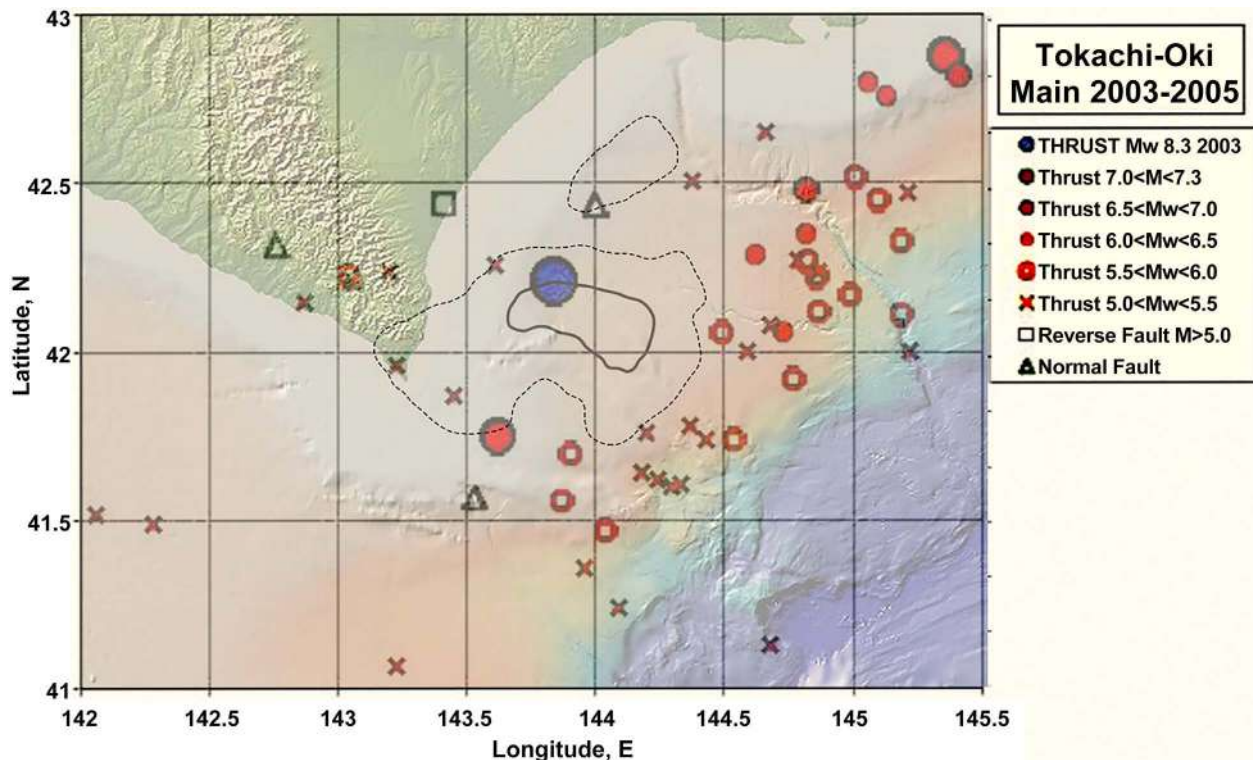 Tokachi-Oki
Main 2003-2005
THRUST Mw 8.3 2003
Thrust 7.0<M<7.3
Thrust 6.5<Mw<7.0
Thrust 6.0<Mw<6.5
Thrust 5.5<Mw<6.0
Thrust 5.0<Mw<5.5
Reverse Fault M>5.0
Normal Fault
Latitude, N
43
42.5
42
41.5
41
142 142.5 143 143.5 144 144.5 145 145.5
Longitude, E